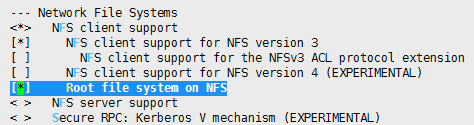 --- Network File Systems
<*> NFS client support
[*] NFS client support for NFS version 3
[ ] NFS client support for the NFSv3 ACL protocol extension
[ ] NFS client support for NFS version 4 (EXPERIMENTAL)
[*] Root file system on NFS
< > NFS server support
< > Secure RPC: Kerberos V mechanism (EXPERIMENTAL)